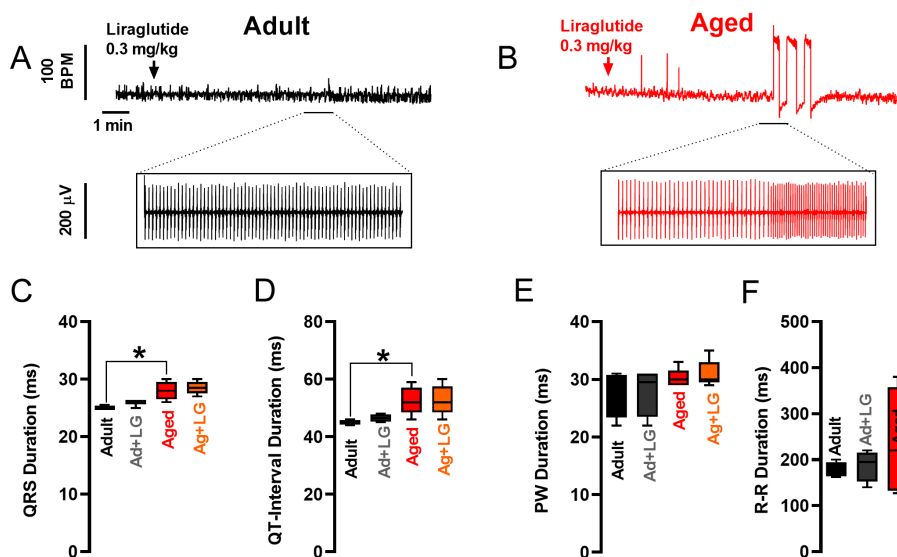 A
Adult
Liraglutide
0.3 mg/kg
100
BPM
1 min
200 µV
B
Aged
Liraglutide
0.3 mg/kg
C
QRS Duration (ms)
40
30
20
10
0
*
Adult
Ad+LG
Aged
Ag+LG
D
QT-Interval Duration (ms)
80
60
40
20
0
*
Adult
Ad+LG
Aged
Ag+LG
E
PW Duration (ms)
40
30
20
10
0
Adult
Ad+LG
Aged
Ag+LG
F
R-R Duration (ms)
500
400
300
200
100
0
Adult
Ad+LG